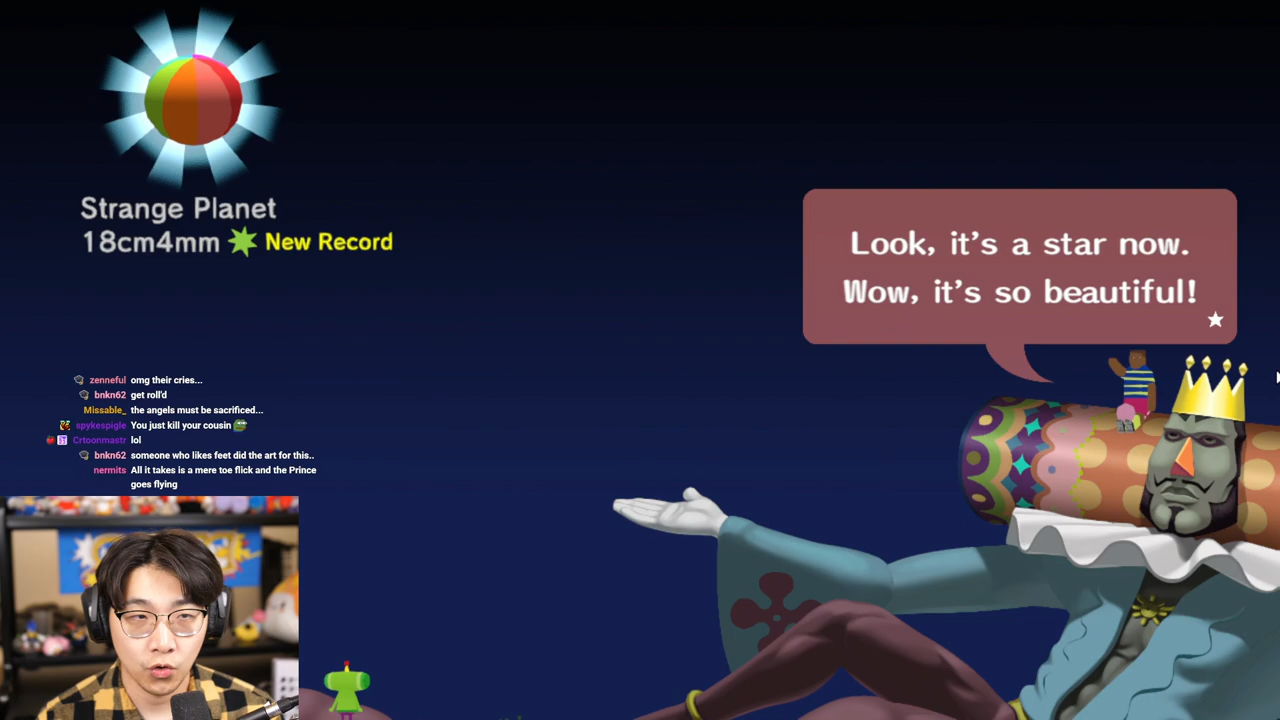 Strange Planet
18cm4mm New Record
Look, it's a star now.
Wow, it's so beautiful!
zenneful omg their cries...
bnkn62 get roll'd
Missable_ the angels must be sacrificed...
spykespigle You just kill your cousin
Crtoonmastr lol
bnkn62 someone who likes feet did the art for this..
nermits All it takes is a mere toe flick and the Prince
goes flying